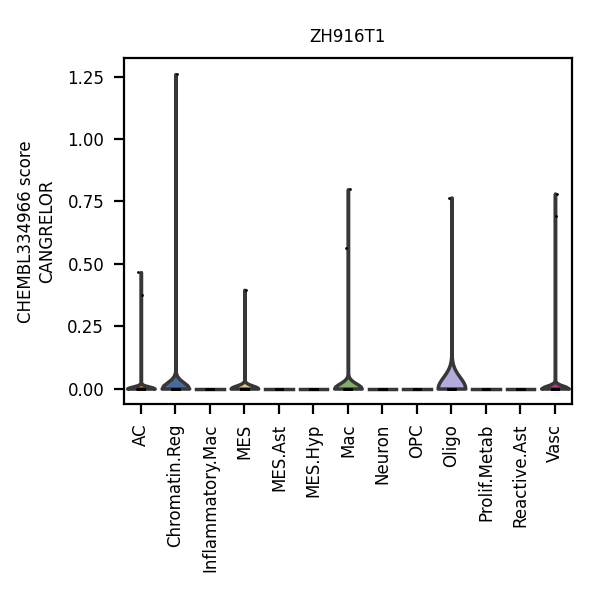 ZH916T1
CHEMBL334966 score
CANGRELOR
1.25
1.00
0.75
0.50
0.25
0.00
AC
Chromatin.Reg
Inflammatory.Mac
MES
MES.Ast
MES.Hyp
Mac
Neuron
OPC
Oligo
Prolif.Metab
Reactive.Ast
Vasc